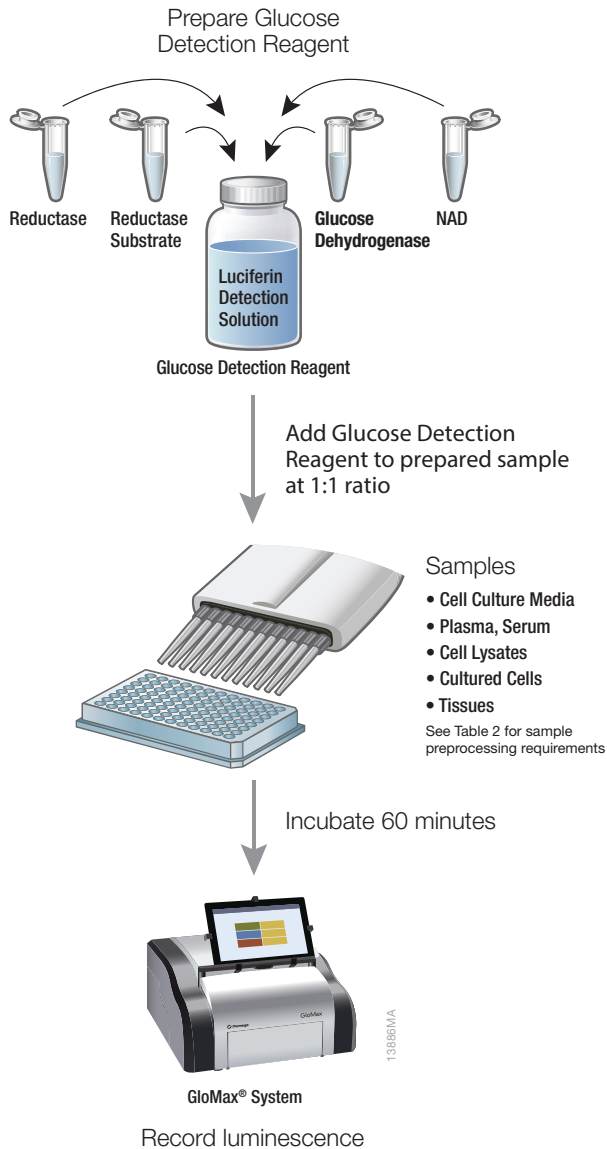 Prepare Glucose
Detection Reagent
Reductase
Reductase
Substrate
Glucose
Dehydrogenase
NAD
Luciferin
Detection
Solution
Glucose Detection Reagent
Add Glucose Detection
Reagent to prepared sample
at 1:1 ratio
Samples
• Cell Culture Media
• Plasma, Serum
• Cell Lysates
• Cultured Cells
• Tissues
See Table 2 for sample
preprocessing requirements
Incubate 60 minutes
Promega
GloMax
13886MA
GloMax® System
Record luminescence